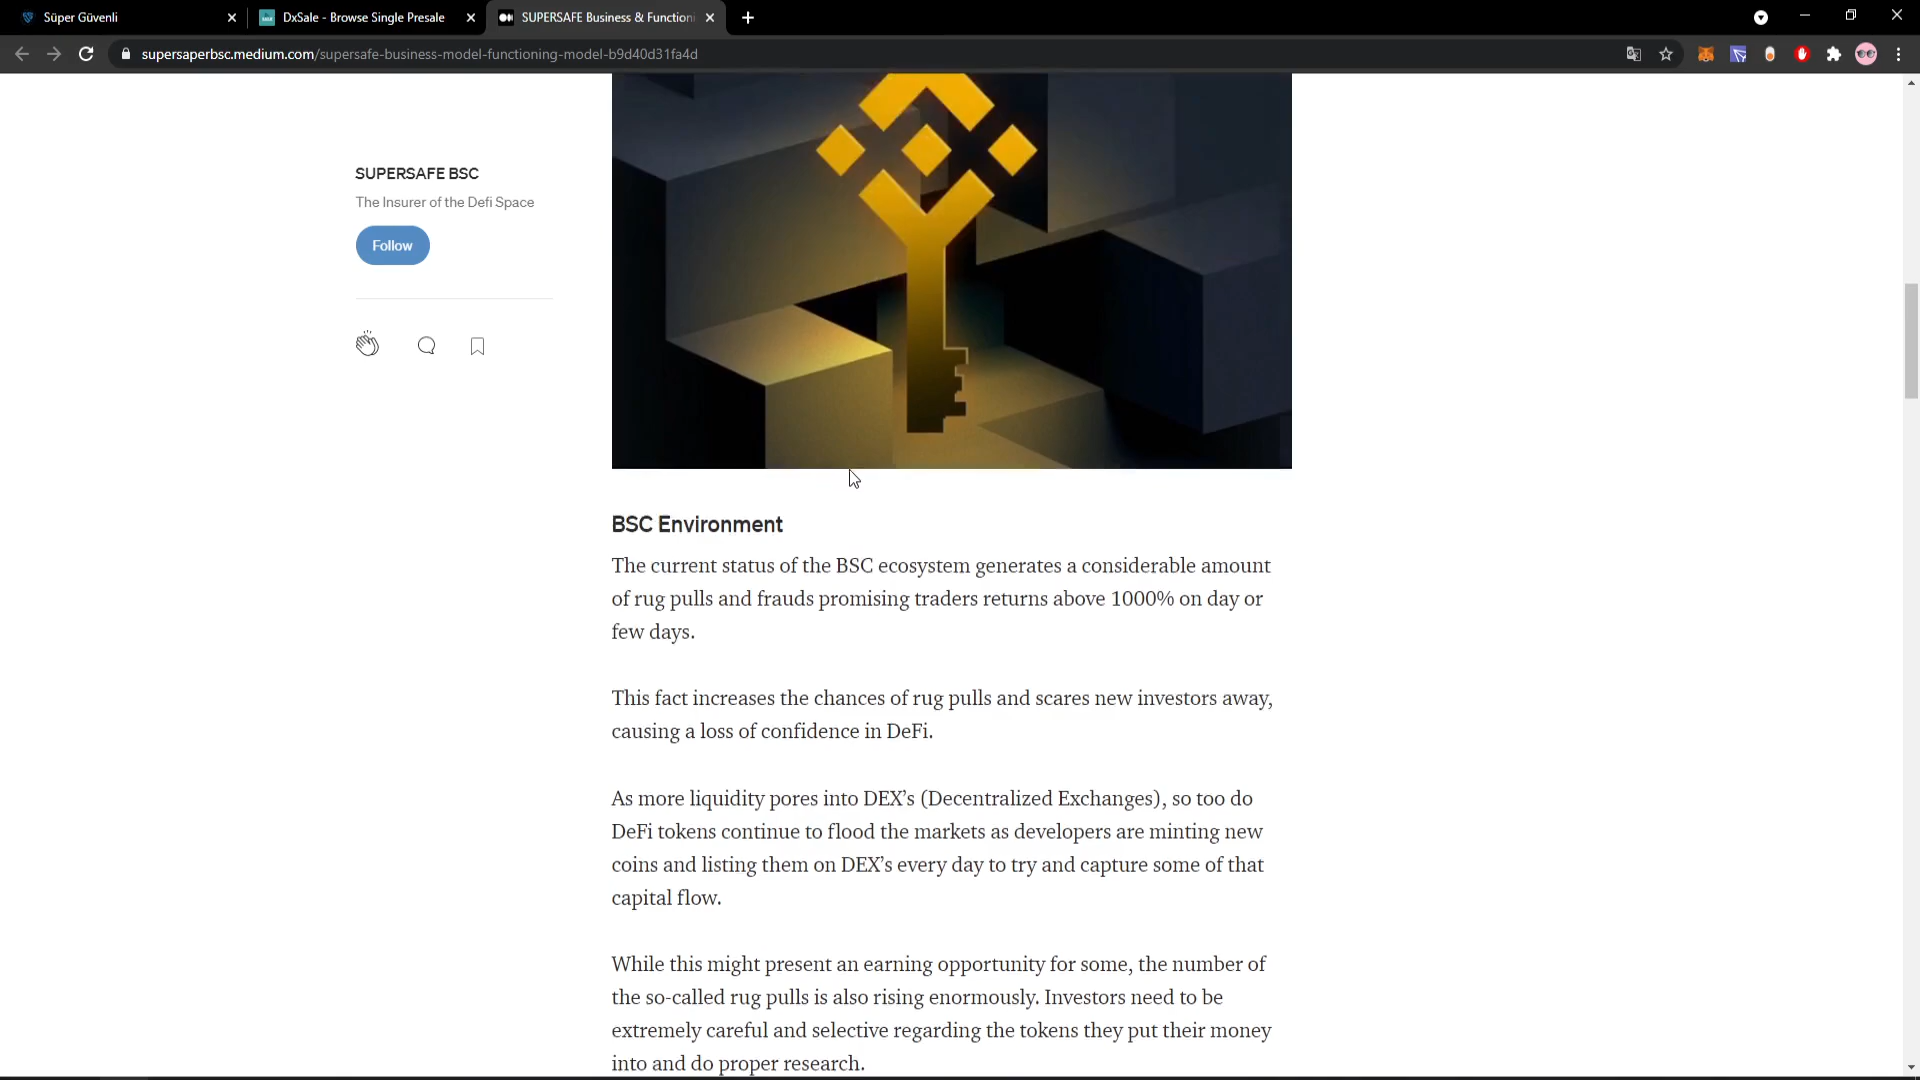 Süper Güvenli
DxSale - Browse Single Presale
SUPERSAFE Business & Function
supersaperbsc.medium.com/supersafe-business-model-functioning-model-b9d40d31fa4d
SUPERSAFE BSC
The Insurer of the Defi Space
Follow
BSC Environment
The current status of the BSC ecosystem generates a considerable amount
of rug pulls and frauds promising traders returns above 1000% on day or
few days.
This fact increases the chances of rug pulls and scares new investors away,
causing a loss of confidence in DeFi.
As more liquidity pores into DEX’s (Decentralized Exchanges), so too do
DeFi tokens continue to flood the markets as developers are minting new
coins and listing them on DEX’s every day to try and capture some of that
capital flow.
While this might present an earning opportunity for some, the number of
the so-called rug pulls is also rising enormously. Investors need to be
extremely careful and selective regarding the tokens they put their money
into and do proper research.